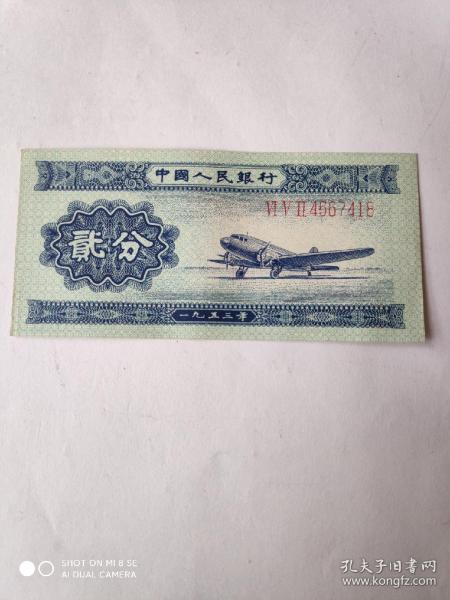 中國人民銀行
VI V II 4567418
貳分
一九五三年
SHOT ON MI 8 SE
AI DUAL CAMERA
孔夫子旧书网
www.kongfz.com